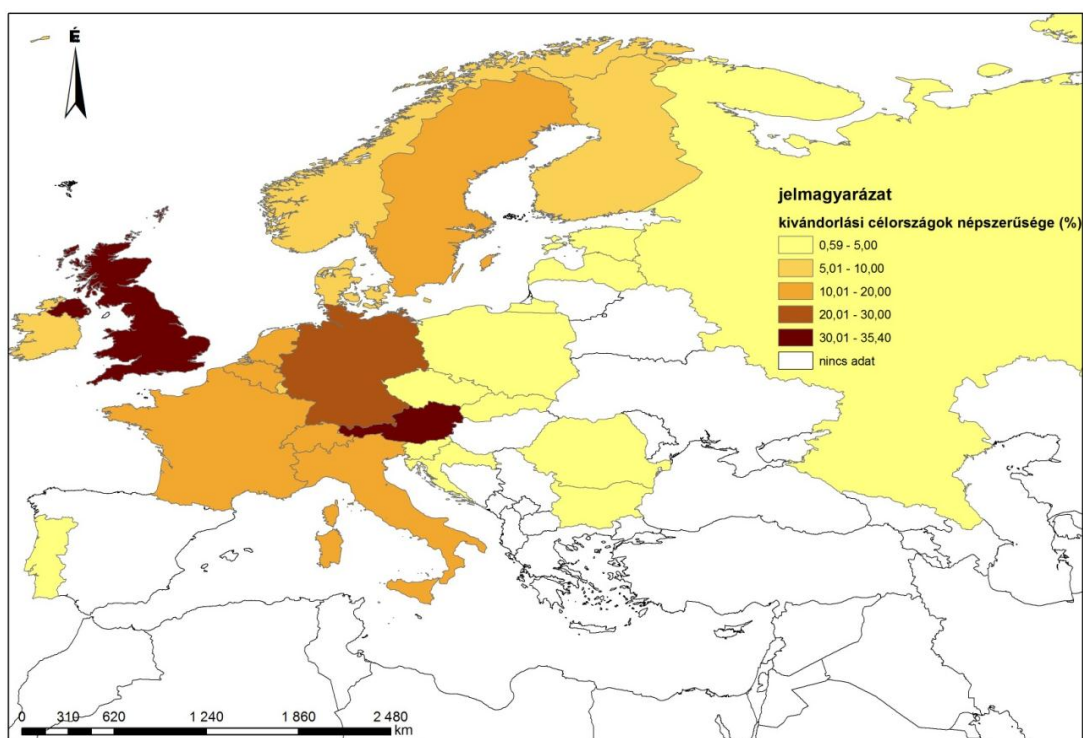 É
jelmagyarázat
kivándorlási célországok népszerűsége (%)
0,59 - 5,00
5,01 - 10,00
10,01 - 20,00
20,01 - 30,00
30,01 - 35,40
nincs adat
0 310 620 1 240 1 860 2 480
km